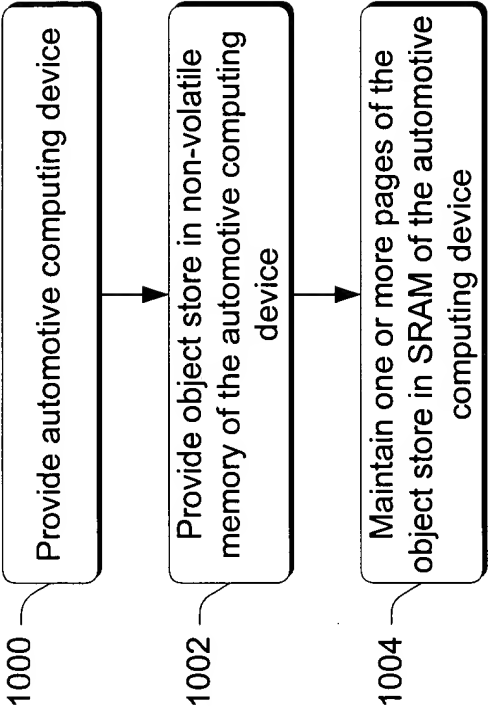 1000
Provide automotive computing device
1002
Provide object store in non-volatile
memory of the automotive computing
device
1004
Maintain one or more pages of the
object store in SRAM of the automotive
computing device